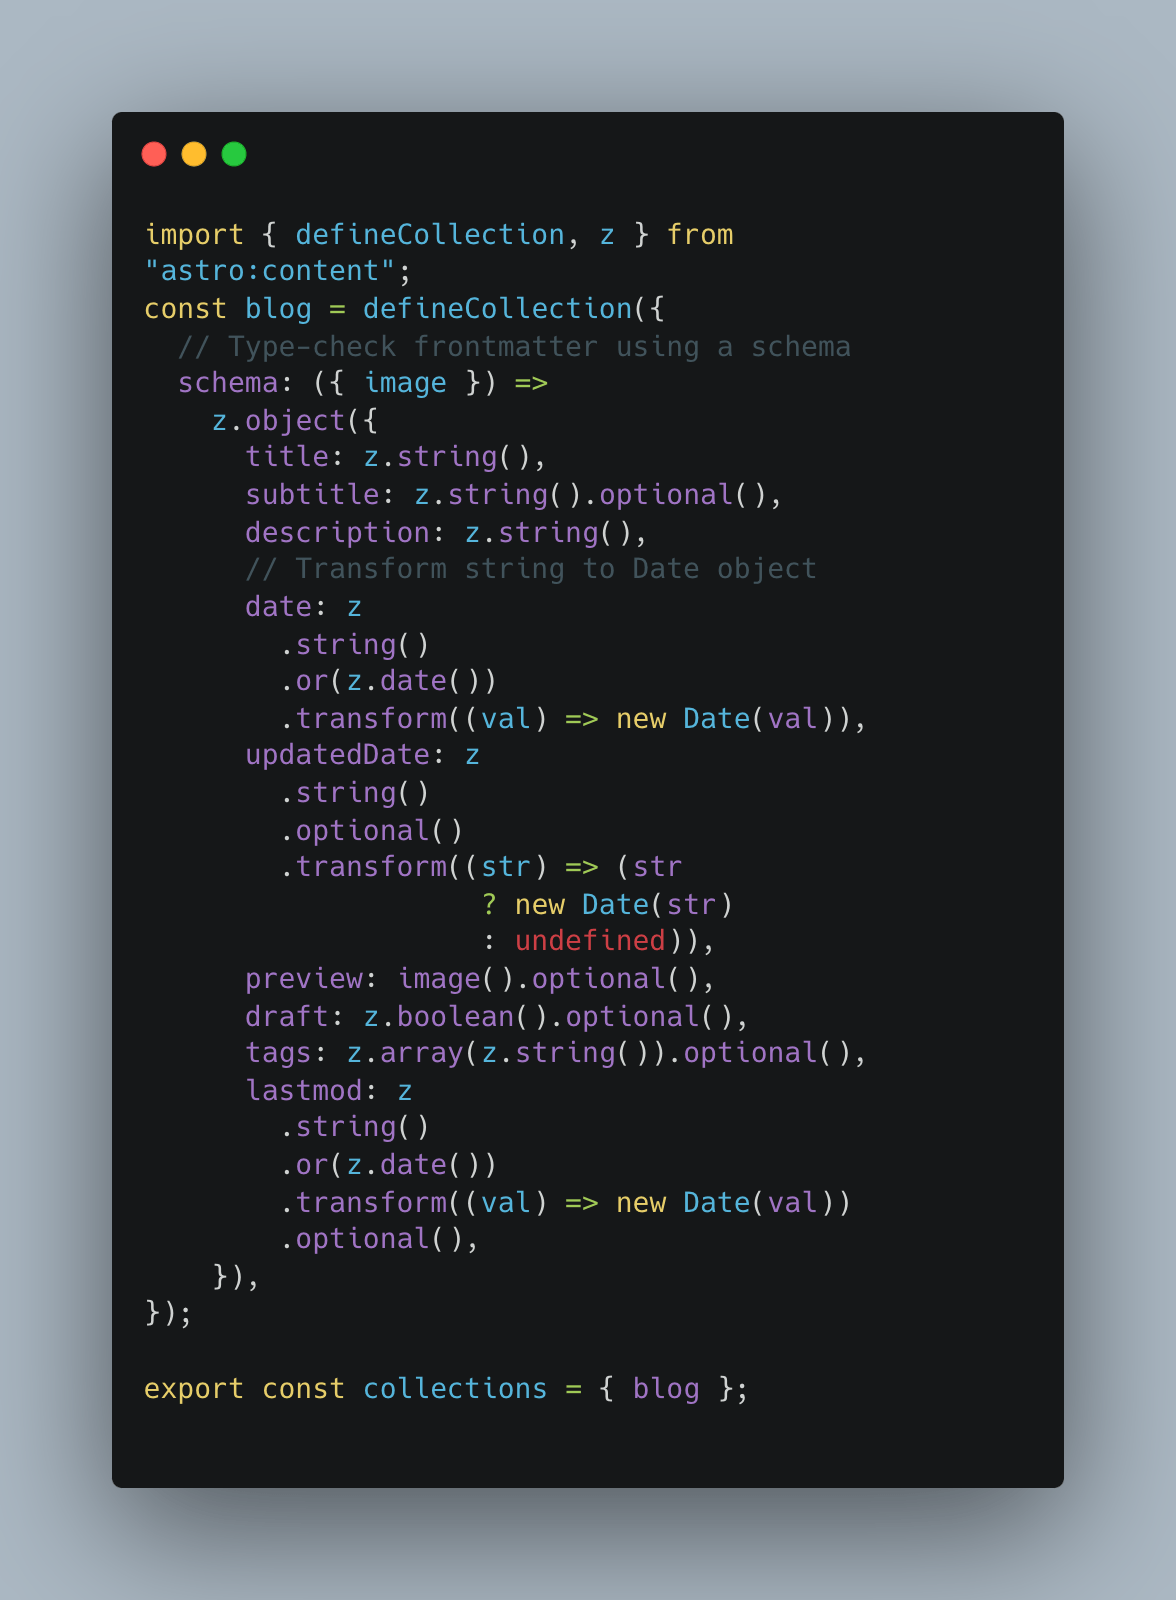 import { defineCollection, z } from
"astro:content";
const blog = defineCollection({
  // Type-check frontmatter using a schema
  schema: ({ image }) =>
    z.object({
      title: z.string(),
      subtitle: z.string().optional(),
      description: z.string(),
      // Transform string to Date object
      date: z
        .string()
        .or(z.date())
        .transform((val) => new Date(val)),
      updatedDate: z
        .string()
        .optional()
        .transform((str) => (str
                    ? new Date(str)
                    : undefined)),
      preview: image().optional(),
      draft: z.boolean().optional(),
      tags: z.array(z.string()).optional(),
      lastmod: z
        .string()
        .or(z.date())
        .transform((val) => new Date(val))
        .optional(),
    }),
});

export const collections = { blog };